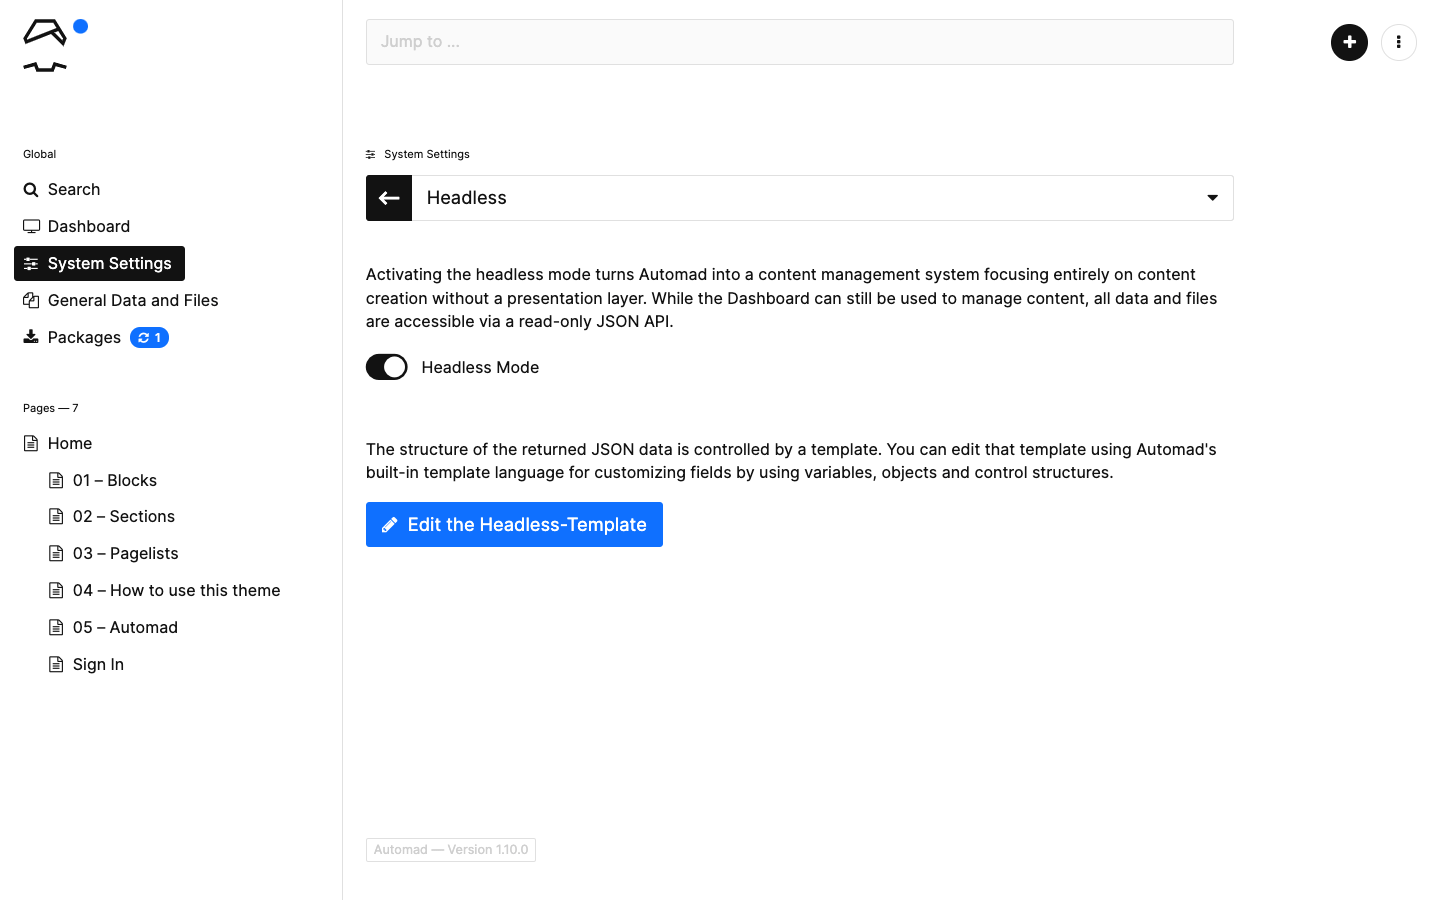 Jump to ...
Global
Search
Dashboard
System Settings
General Data and Files
Packages 1
Pages — 7
Home
01 – Blocks
02 – Sections
03 – Pagelists
04 – How to use this theme
05 – Automad
Sign In
System Settings
Headless
Activating the headless mode turns Automad into a content management system focusing entirely on content
creation without a presentation layer. While the Dashboard can still be used to manage content, all data and files
are accessible via a read-only JSON API.
Headless Mode
The structure of the returned JSON data is controlled by a template. You can edit that template using Automad's
built-in template language for customizing fields by using variables, objects and control structures.
Edit the Headless-Template
Automad — Version 1.10.0